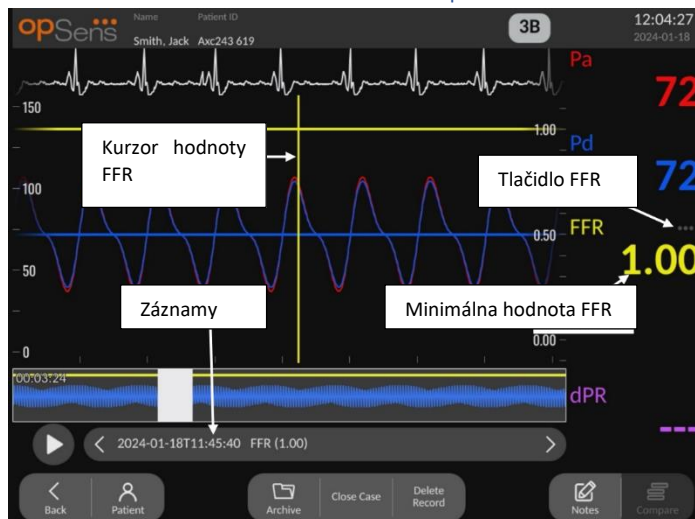 opSens
Name Patient ID
Smith, Jack Axc243 619
3B
12:04:27
2024-01-18
Pa
72
150
1.00
Pd
72
Kurzor hodnoty
FFR
Tlačidlo FFR
100
0.50
FFR
1.00
50
Záznamy
Minimálna hodnota FFR
0
0.00
00:03:24
dPR
---
2024-01-18T11:45:40 FFR (1.00)
Back
Patient
Archive
Close Case
Delete
Record
Notes
Compare